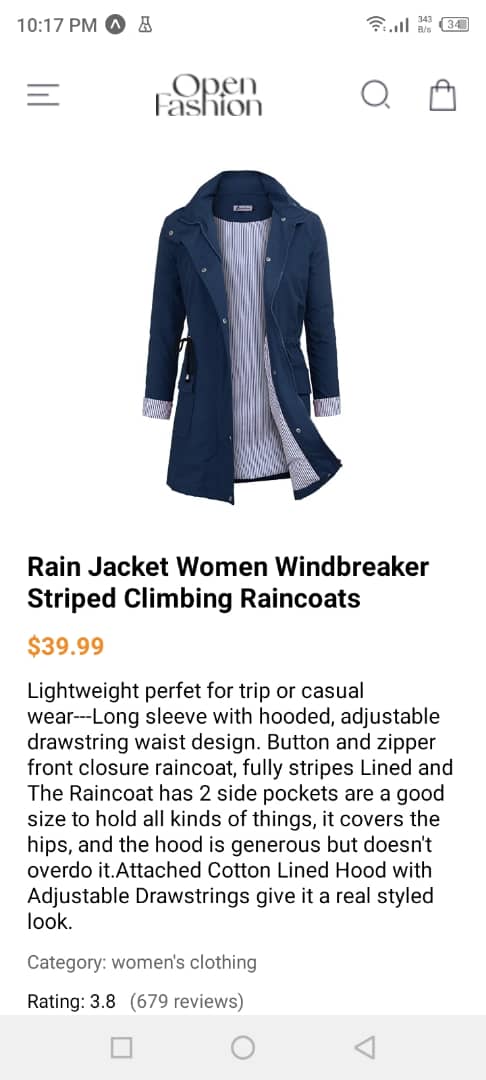 10:17 PM
343
B/s
34
Open
Fashion
Rain Jacket Women Windbreaker
Striped Climbing Raincoats
$39.99
Lightweight perfet for trip or casual
wear---Long sleeve with hooded, adjustable
drawstring waist design. Button and zipper
front closure raincoat, fully stripes Lined and
The Raincoat has 2 side pockets are a good
size to hold all kinds of things, it covers the
hips, and the hood is generous but doesn't
overdo it.Attached Cotton Lined Hood with
Adjustable Drawstrings give it a real styled
look.
Category: women's clothing
Rating: 3.8 (679 reviews)